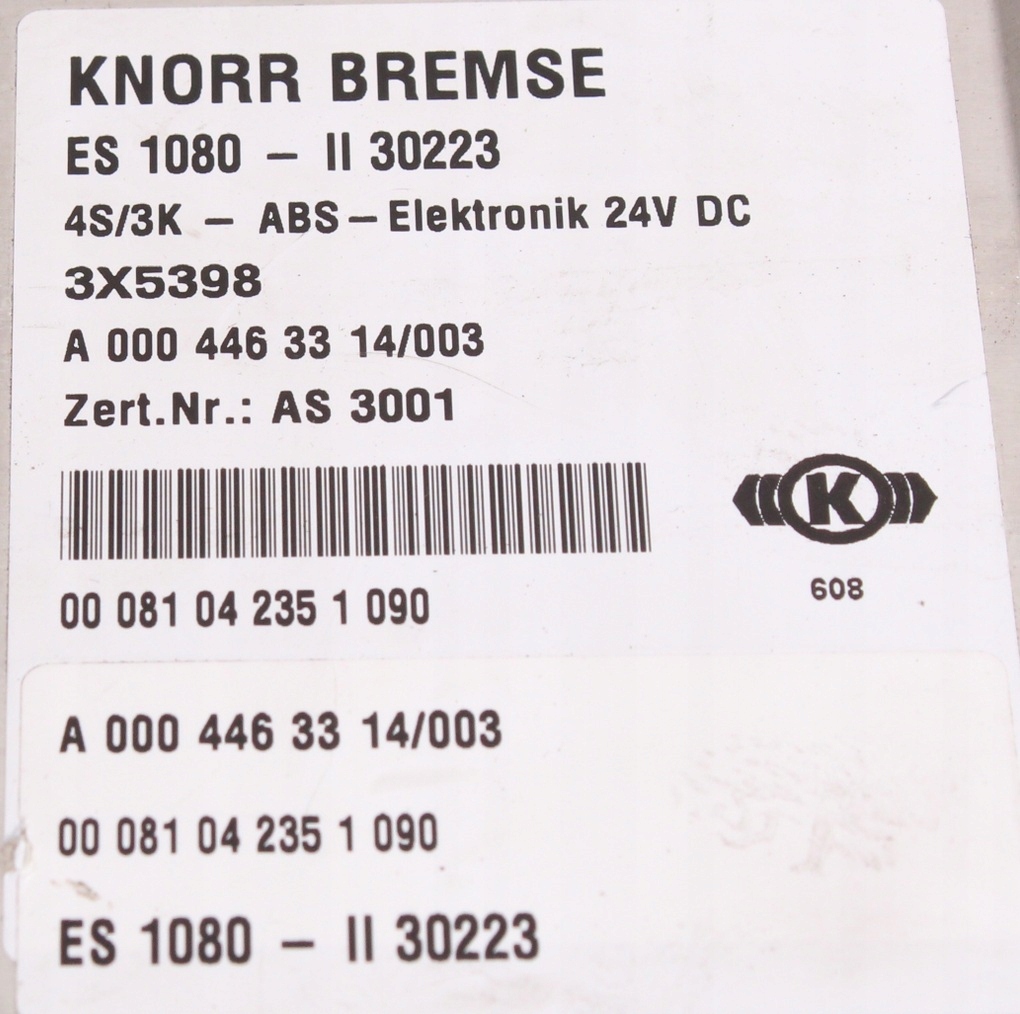 KNORR BREMSE
ES 1080 – II 30223
4S/3K – ABS – Elektronik 24V DC
3X5398
A 000 446 33 14/003
Zert.Nr.: AS 3001
K
608
00 081 04 235 1 090
A 000 446 33 14/003
00 081 04 235 1 090
ES 1080 – II 30223